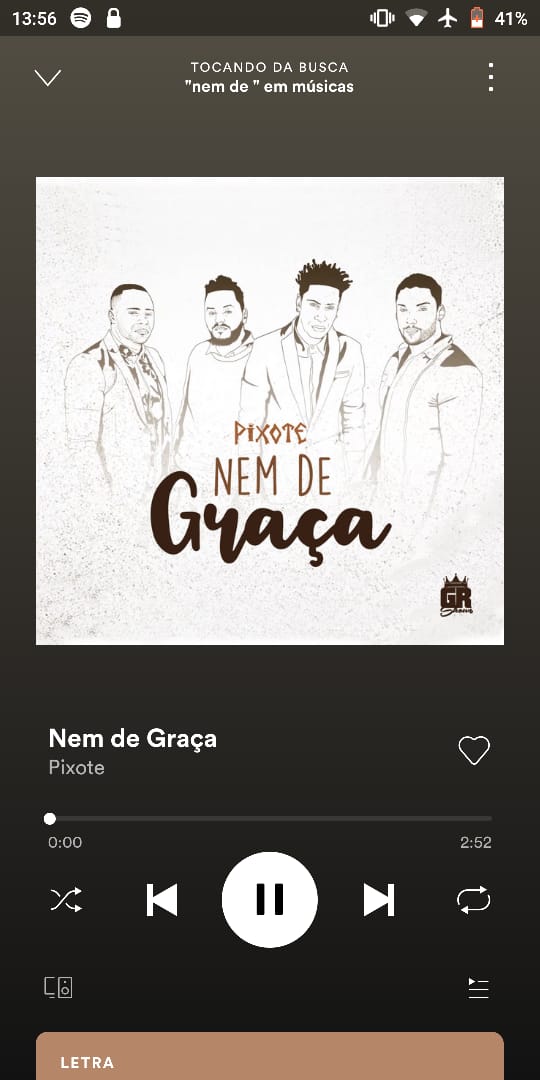 13:56
41%
TOCANDO DA BUSCA
"nem de " em músicas
PIXOTE
NEM DE
Graça
GR
Nem de Graça
Pixote
0:00
2:52
LETRA